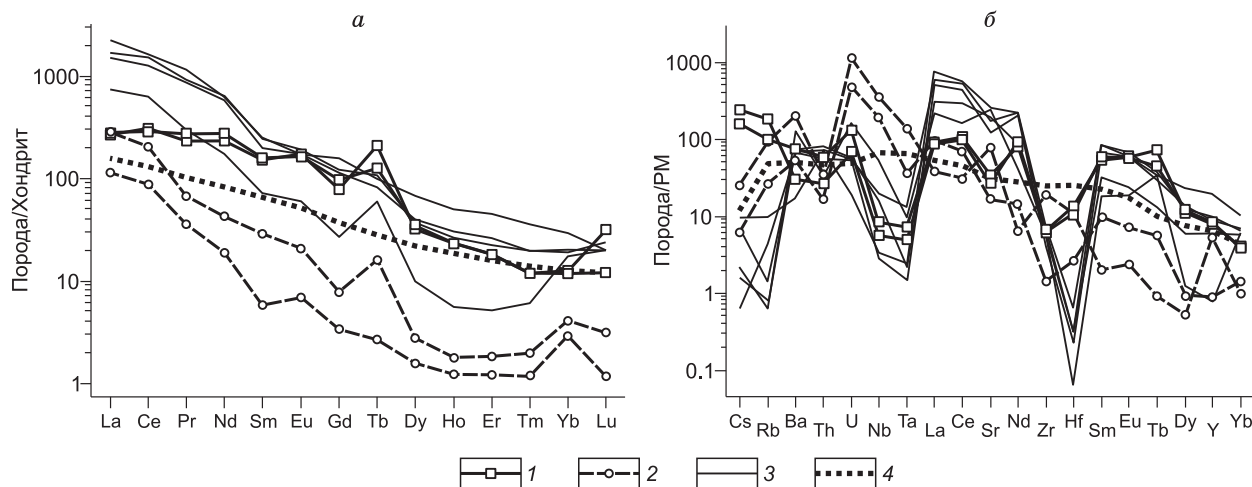 а
Порода/Хондрит
1000
100
10
1
La Ce Pr Nd Sm Eu Gd Tb Dy Ho Er Tm Yb Lu
б
Порода/PM
1000
100
10
1
0.1
Cs Rb Ba Th U Nb Ta La Ce Sr Nd Zr Hf Sm Eu Tb Dy Y Yb
1 2 3 4